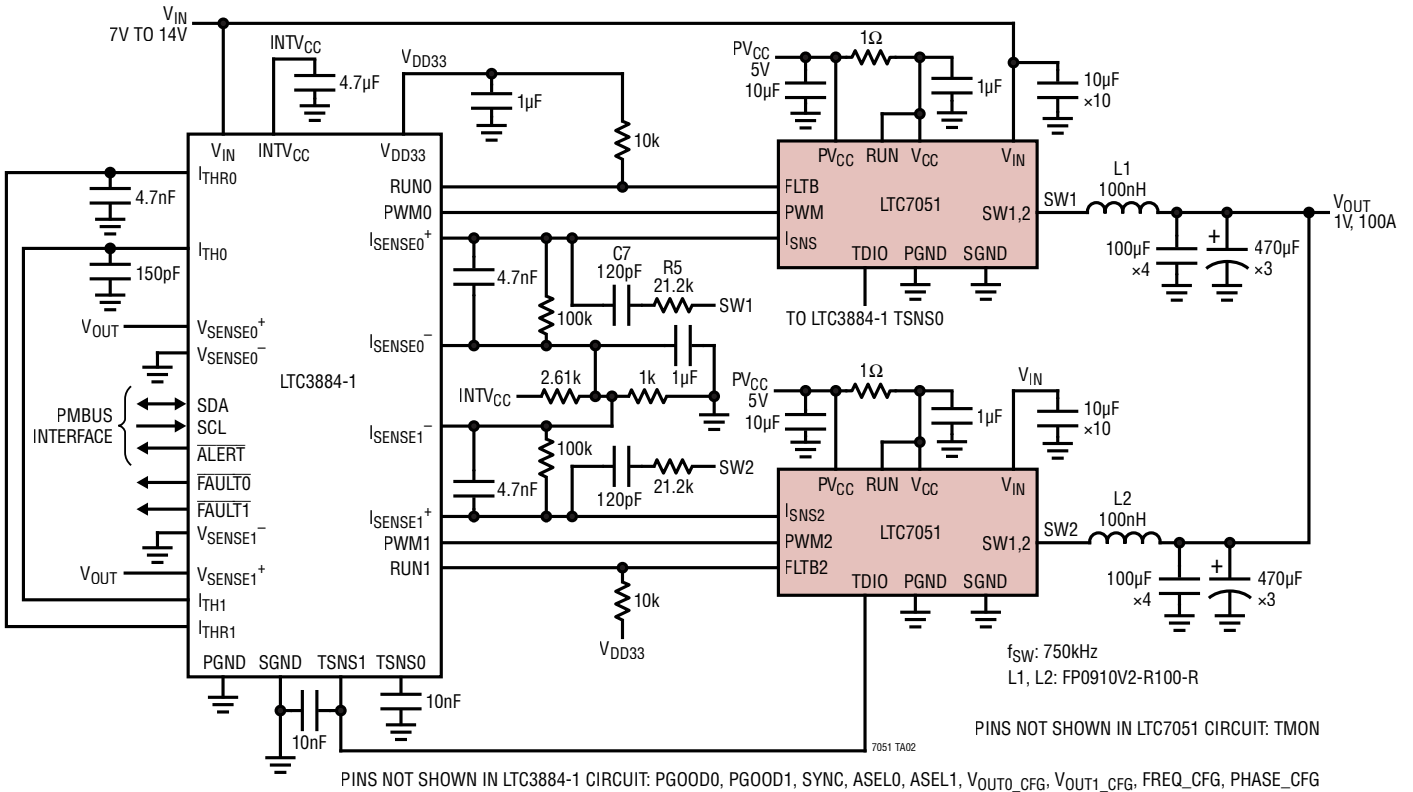 VIN
7V TO 14V
INTVCC
4.7µF
VDD33
1µF
10k
PVCC
5V
10µF
1Ω
1µF
10µF
×10
VIN
INTVCC
VDD33
ITHR0
4.7nF
ITH0
150pF
VOUT
VSENSE0+
VSENSE0–
LTC3884-1
PMBUS
INTERFACE
SDA
SCL
ALERT
FAULT0
FAULT1
VSENSE1–
VOUT
VSENSE1+
ITH1
ITHR1
PGND
SGND
TSNS1
TSNS0
10nF
10nF
RUN0
PWM0
ISENSE0+
ISENSE0–
ISENSE1–
ISENSE1+
PWM1
RUN1
4.7nF
100k
C7
120pF
R5
21.2k
SW1
1µF
INTVCC
2.61k
1k
4.7nF
100k
120pF
21.2k
SW2
10k
VDD33
PVCC
RUN
VCC
VIN
FLTB
PWM
ISNS
LTC7051
SW1,2
TDIO
PGND
SGND
TO LTC3884-1 TSNS0
SW1
L1
100nH
100µF
×4
+
470µF
×3
VOUT
1V, 100A
PVCC
5V
10µF
1Ω
1µF
VIN
10µF
×10
PVCC
RUN
VCC
VIN
ISNS2
PWM2
FLTB2
LTC7051
SW1,2
TDIO
PGND
SGND
SW2
L2
100nH
100µF
×4
+
470µF
×3
fSW: 750kHz
L1, L2: FP0910V2-R100-R
PINS NOT SHOWN IN LTC7051 CIRCUIT: TMON
7051 TA02
PINS NOT SHOWN IN LTC3884-1 CIRCUIT: PGOOD0, PGOOD1, SYNC, ASEL0, ASEL1, VOUT0_CFG, VOUT1_CFG, FREQ_CFG, PHASE_CFG